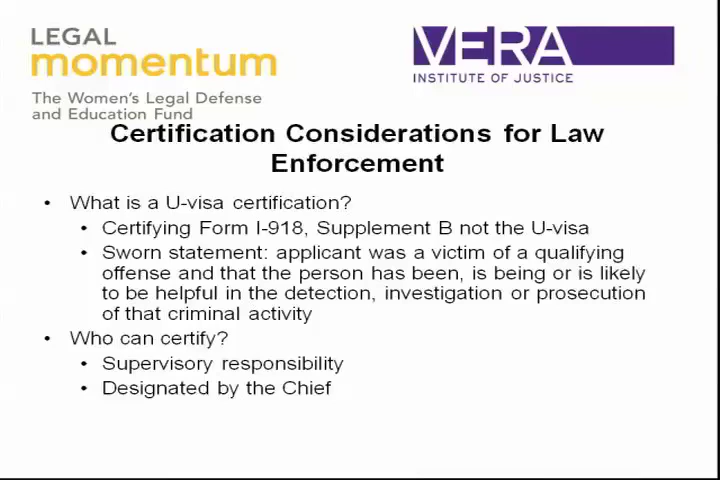 LEGAL
momentum
The Women's Legal Defense
and Education Fund
VERA
INSTITUTE OF JUSTICE
Certification Considerations for Law
Enforcement
• What is a U-visa certification?
• Certifying Form I-918, Supplement B not the U-visa
• Sworn statement: applicant was a victim of a qualifying
offense and that the person has been, is being or is likely
to be helpful in the detection, investigation or prosecution
of that criminal activity
• Who can certify?
• Supervisory responsibility
• Designated by the Chief